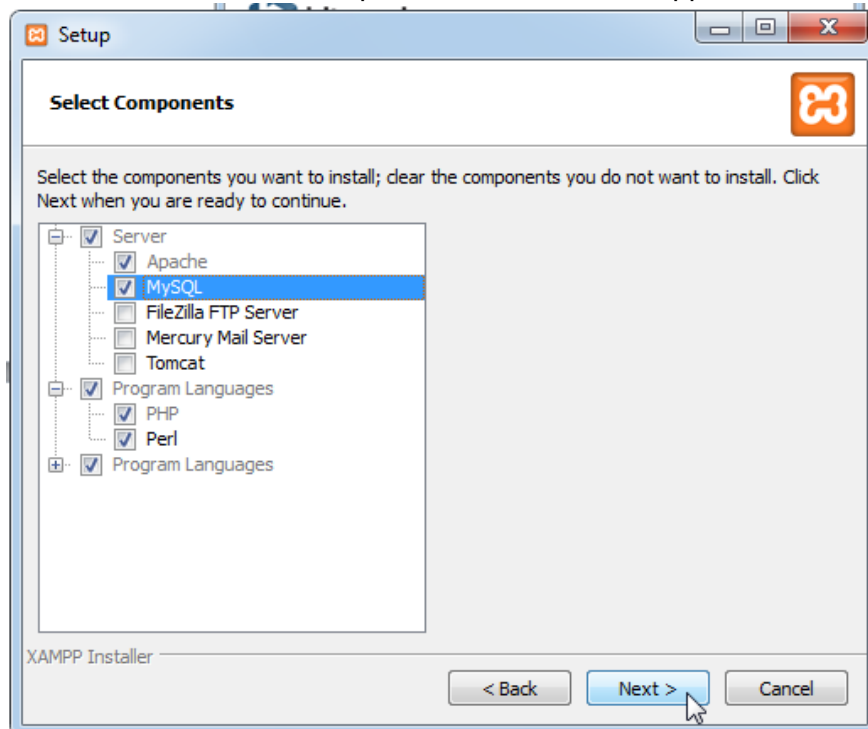 Setup
Select Components
Select the components you want to install; clear the components you do not want to install. Click
Next when you are ready to continue.
Server
Apache
MySQL
FileZilla FTP Server
Mercury Mail Server
Tomcat
Program Languages
PHP
Perl
Program Languages
XAMPP Installer
< Back
Next >
Cancel